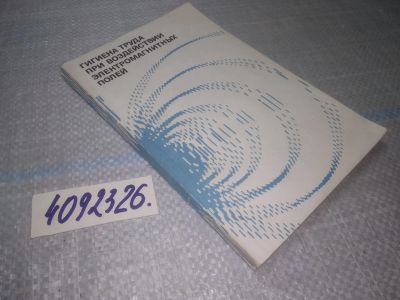 ГИГИЕНА ТРУДА
ПРИ ВОЗДЕЙСТВИИ
ЭЛЕКТРОМАГНИТНЫХ
ПОЛЕЙ
4092326.